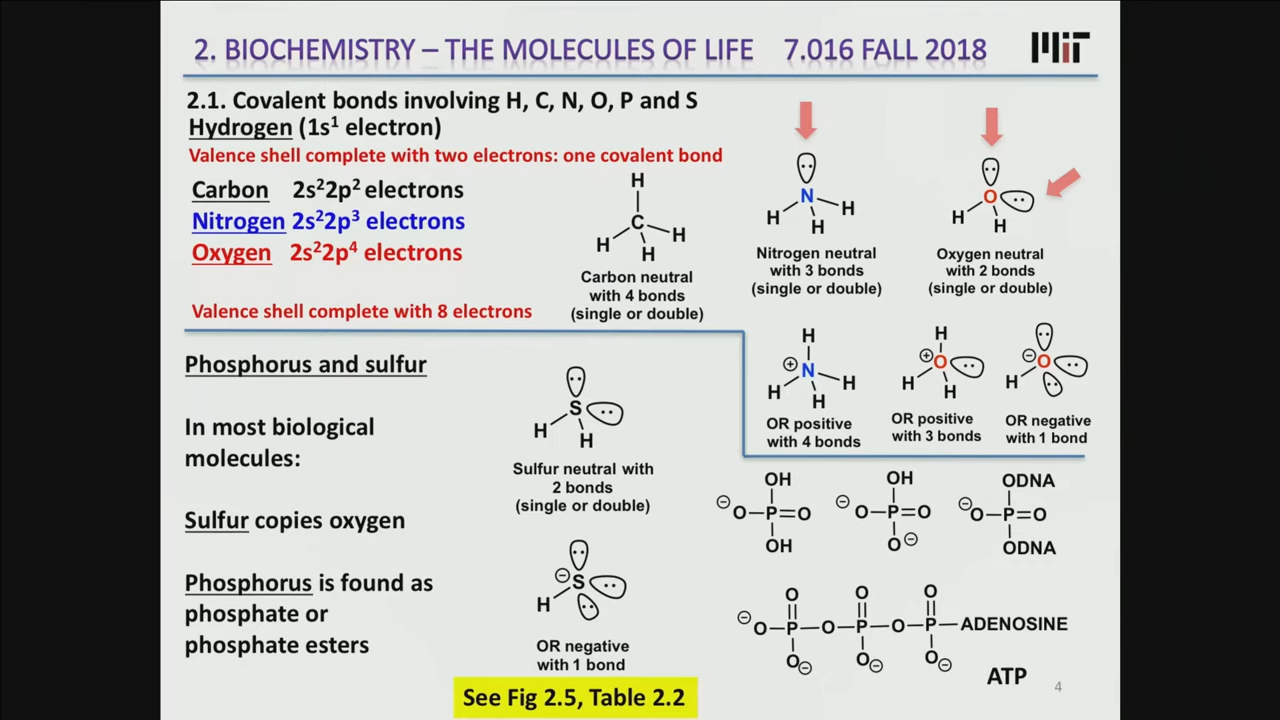 2. BIOCHEMISTRY – THE MOLECULES OF LIFE 7.016 FALL 2018
MIT
2.1. Covalent bonds involving H, C, N, O, P and S
Hydrogen (1s¹ electron)
Valence shell complete with two electrons: one covalent bond
Carbon 2s²2p² electrons
Nitrogen 2s²2p³ electrons
Oxygen 2s²2p⁴ electrons
Valence shell complete with 8 electrons
H
C
H H
H
Carbon neutral
with 4 bonds
(single or double)
N
H H
H
Nitrogen neutral
with 3 bonds
(single or double)
O
H
H
Oxygen neutral
with 2 bonds
(single or double)
H
⊕ N
H H
H
OR positive
with 4 bonds
H
⊕ O
H H
OR positive
with 3 bonds
⊖ O
H
OR negative
with 1 bond
Phosphorus and sulfur
In most biological
molecules:
Sulfur copies oxygen
Phosphorus is found as
phosphate or
phosphate esters
S
H
H
Sulfur neutral with
2 bonds
(single or double)
⊖ S
H
OR negative
with 1 bond
OH
⊖ O–P=O
OH
OH
⊖ O–P=O
O ⊖
ODNA
⊖ O–P=O
ODNA
O O O
⊖ O–P–O–P–O–P–ADENOSINE
O⊖ O⊖ O⊖
ATP
See Fig 2.5, Table 2.2
4